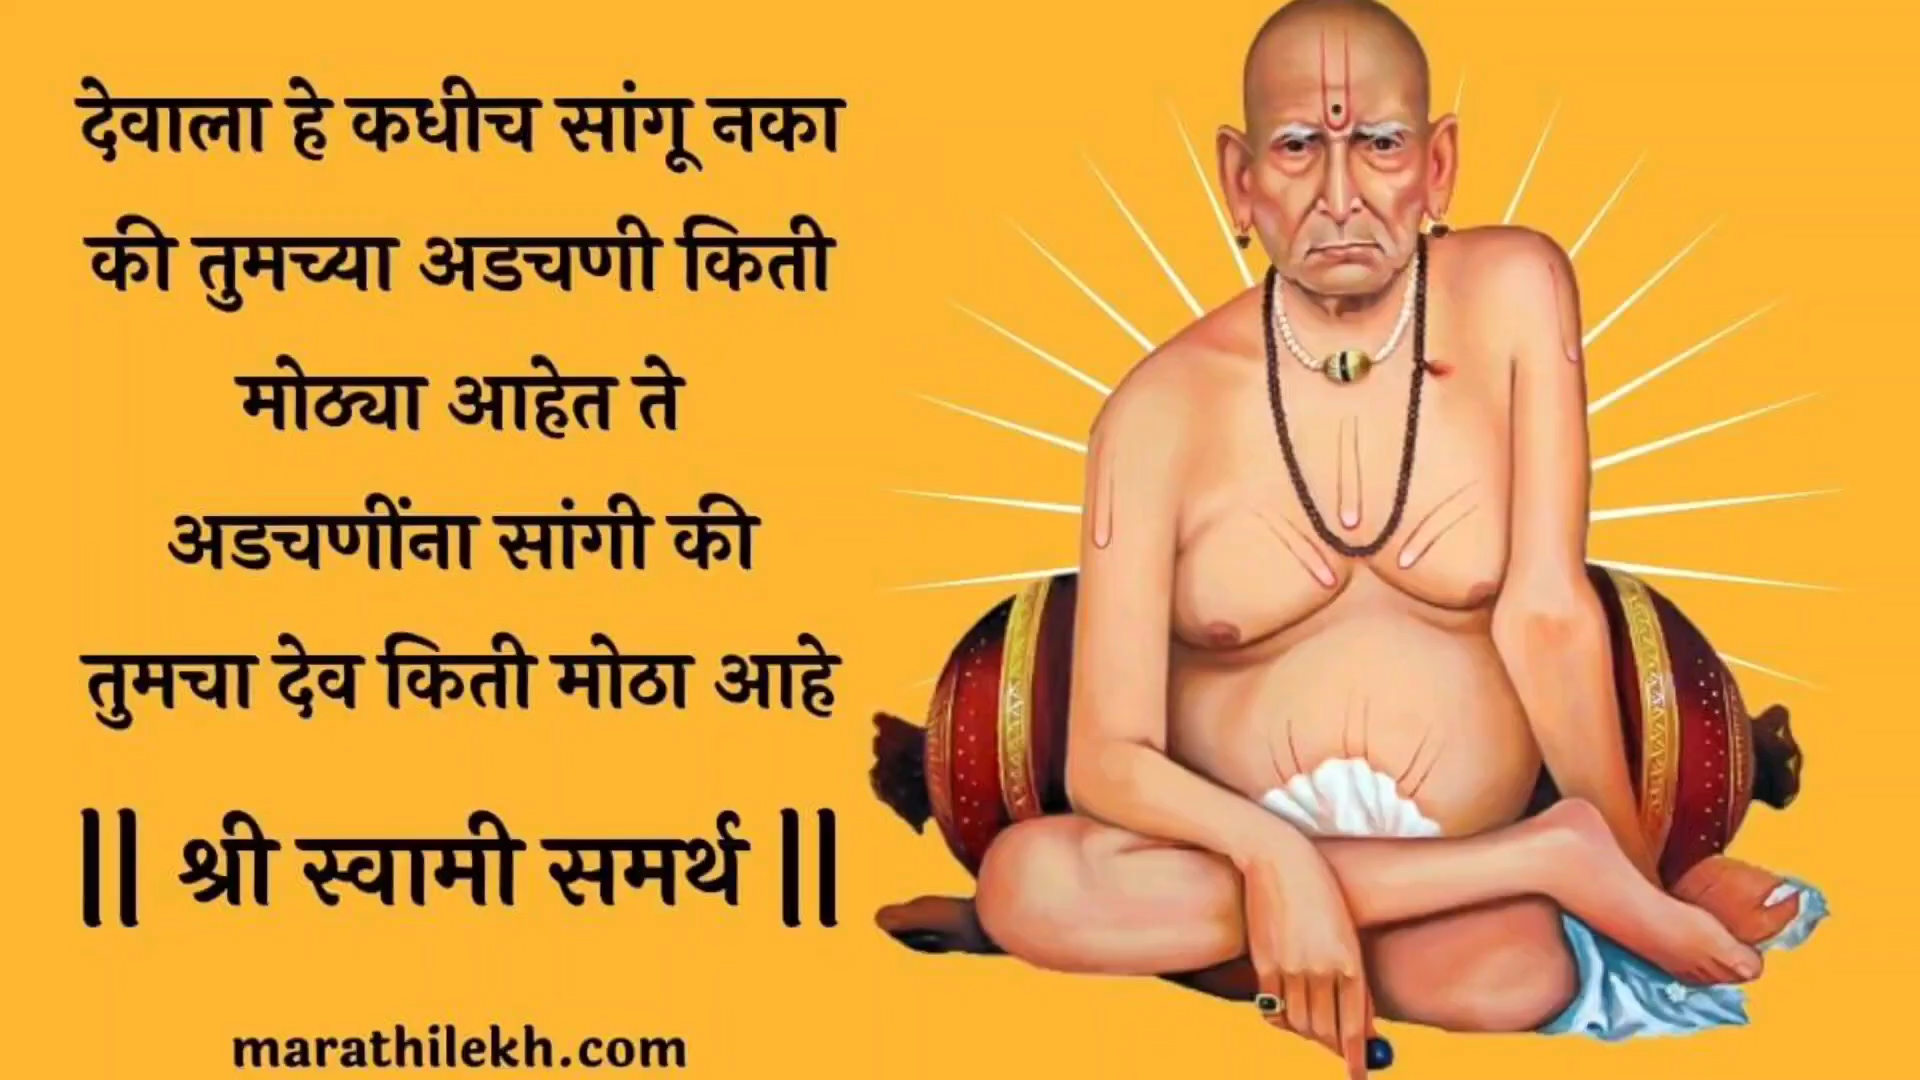 देवाला हे कधीच सांगू नका
की तुमच्या अडचणी किती
मोठ्या आहेत ते
अडचणींना सांगी की
तुमचा देव किती मोठा आहे
|| श्री स्वामी समर्थ ||
marathilekh.com